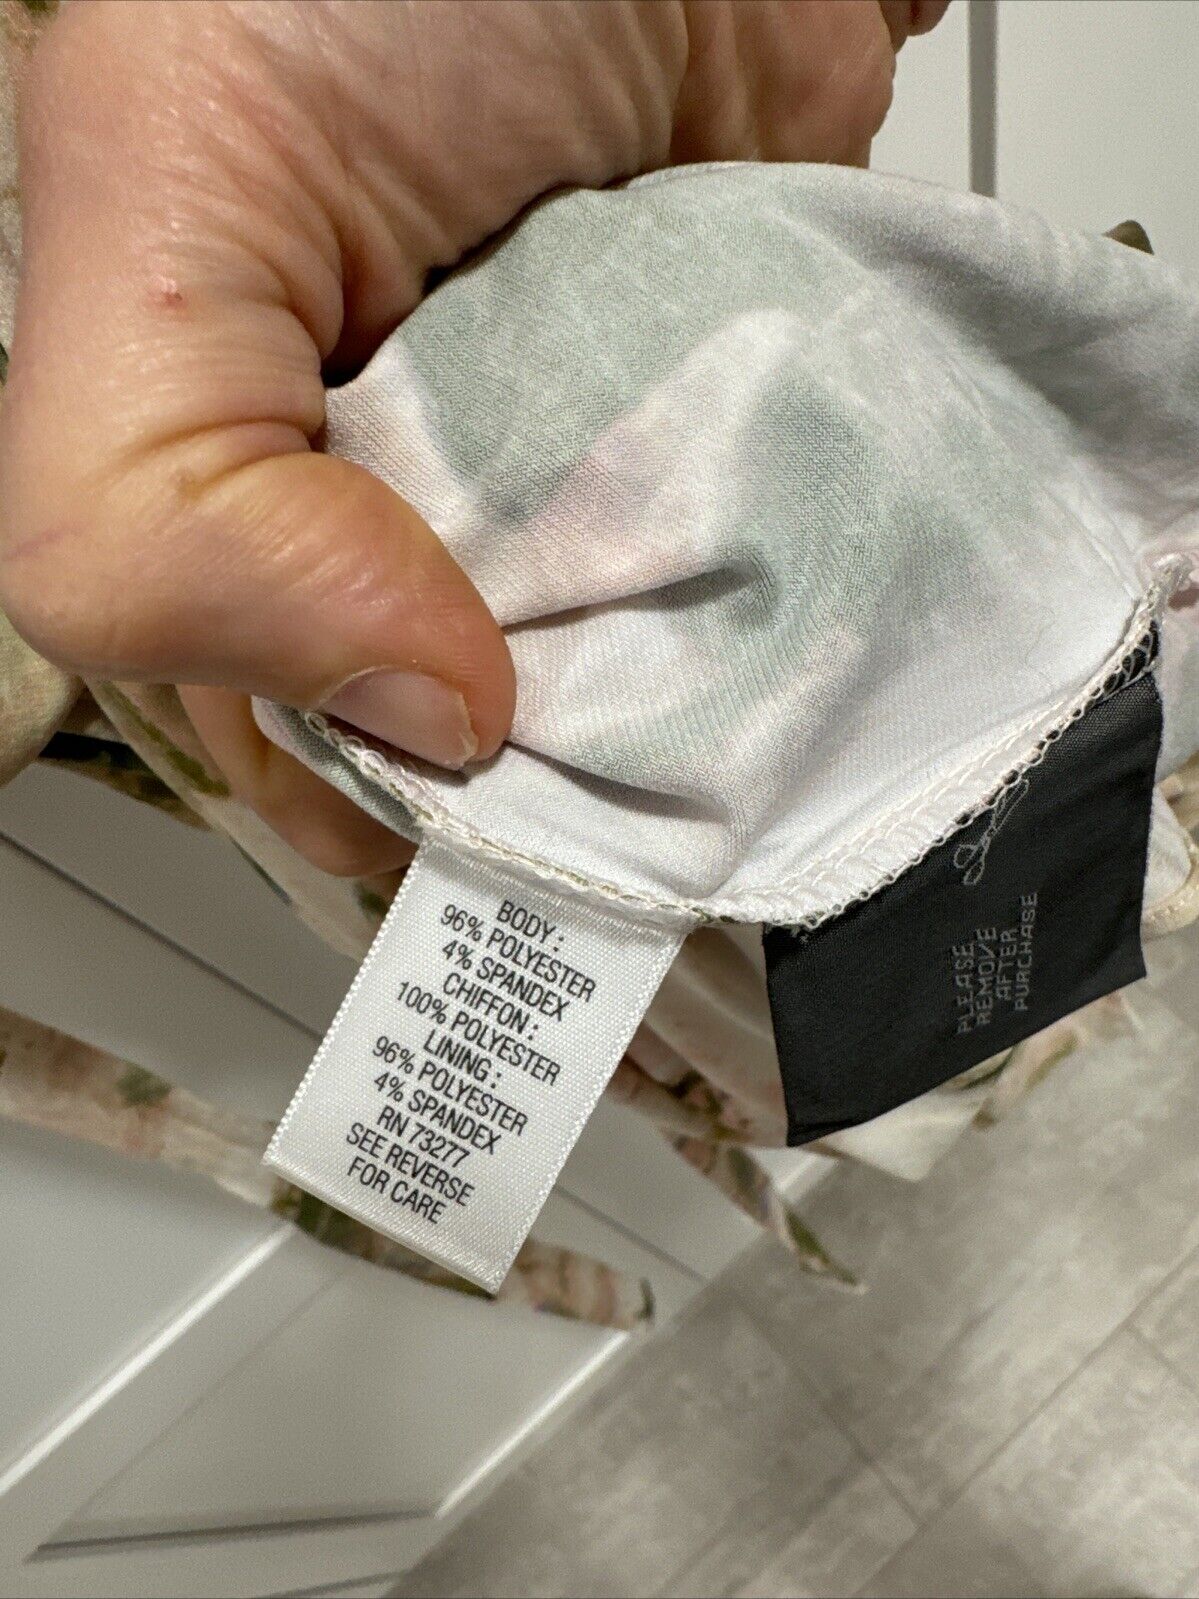 BODY :
96% POLYESTER
4% SPANDEX
CHIFFON :
100% POLYESTER
LINING :
96% POLYESTER
4% SPANDEX
RN 73277
SEE REVERSE
FOR CARE
PLEASE
REMOVE
AFTER
PURCHASE